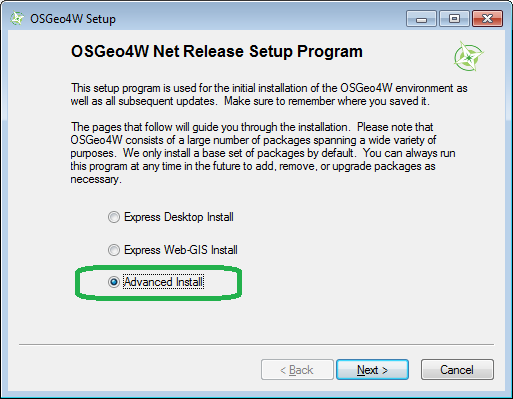 OSGeo4W Setup
OSGeo4W Net Release Setup Program
This setup program is used for the initial installation of the OSGeo4W environment as
well as all subsequent updates.  Make sure to remember where you saved it.
The pages that follow will guide you through the installation.  Please note that
OSGeo4W consists of a large number of packages spanning a wide variety of
purposes.  We only install a base set of packages by default.  You can always run
this program at any time in the future to add, remove, or upgrade packages as
necessary.
Express Desktop Install
Express Web-GIS Install
Advanced Install
< Back
Next >
Cancel